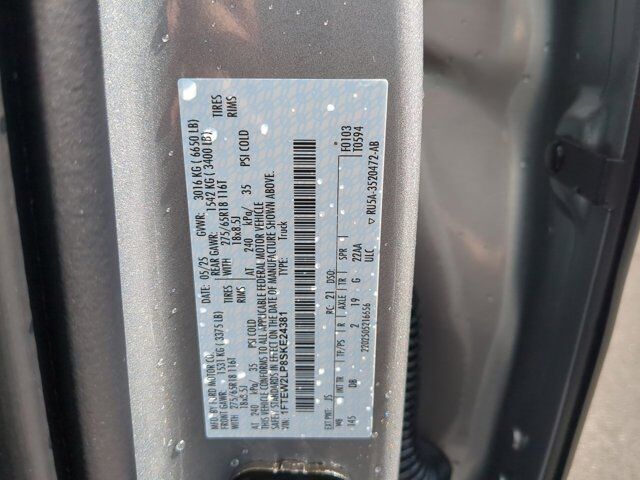 MFD. BY FORD MOTOR CO.
DATE: 05/25 GVWR: 3016 KG ( 6650 LB)
FRONT GAWR: 1531 KG ( 3375 LB) REAR GAWR: 1542 KG ( 3400 LB)
WITH 275/65R18 116T TIRES WITH 275/65R18 116T TIRES
18x8.5J RIMS 18x8.5J RIMS
AT 240 kPa/ 35 PSI COLD AT 240 kPa/ 35 PSI COLD
THIS VEHICLE CONFORMS TO ALL APPLICABLE FEDERAL MOTOR VEHICLE
SAFETY STANDARDS IN EFFECT ON THE DATE OF MANUFACTURE SHOWN ABOVE.
VIN: 1FTEW2LP8SKE24381 TYPE: Truck
F0103
T0594
EXT PNT: JS RC: 21 DSO:
WB INT TR TP/PS R AXLE TR SPR
145 DB 2 19 G 22AA
ULC
▽ RU5A-3520472-AB